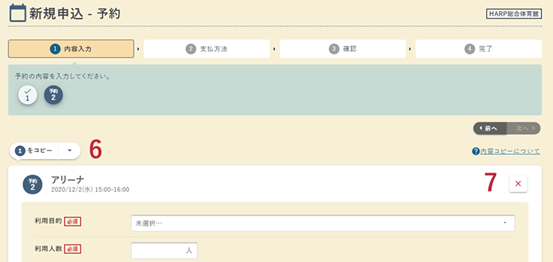 新規申込 - 予約
HARP総合体育館
1 内容入力
2 支払方法
3 確認
4 完了
予約の内容を入力してください。
1
予約 2
前へ
次へ
1 をコピー
6
?内容コピーについて
予約 2
アリーナ
7
2020/12/2(水) 15:00-16:00
利用目的 必須
未選択…
利用人数 必須
人